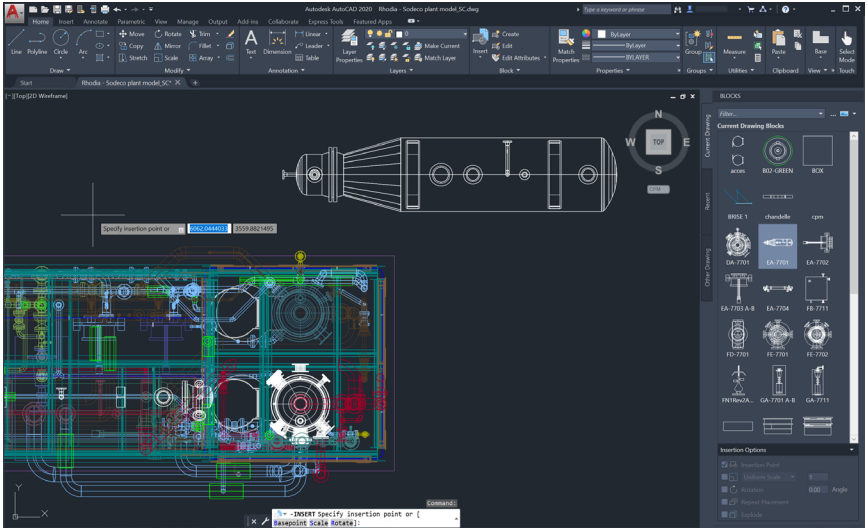 Autodesk AutoCAD 2020 Rhodia - Sodeco plant model_SC.dwg
Type a keyword or phrase
Home Insert Annotate Parametric View Manage Output Add-ins Collaborate Express Tools Featured Apps
Line Polyline Circle Arc
Move Rotate Trim
Copy Mirror Fillet
Stretch Scale Array
Text Dimension
Linear
Leader
Table
Layer Properties
0
Make Current
Match Layer
Insert
Create
Edit
Edit Attributes
Match Properties
ByLayer
ByLayer
BYLAYER
Group
Measure
Paste
Base
Select Mode
Draw Modify Annotation Layers Block Properties Groups Utilities Clipboard View Touch
Start Rhodia - Sodeco plant model_SC*
[−][Top][2D Wireframe]
N
W TOP E
S
CPM
Specify insertion point or 6062.0444033 3559.8821495
X
Y
Command:
-INSERT Specify insertion point or [
Basepoint Scale Rotate]:
BLOCKS
Filter...
Current Drawing Blocks
Current Drawing
Recent
Other Drawing
acces B02-GREEN BOX
BRISE 1 chandelle cpm
DA-7701 EA-7701 EA-7702
EA-7703 A-B EA-7704 FB-7711
FD-7701 FE-7701 FE-7702
FN1Rev2A... GA-7701 A-B GA-7711
Insertion Options
Insertion Point
Uniform Scale 1
Rotation 0.00 Angle
Repeat Placement
Explode